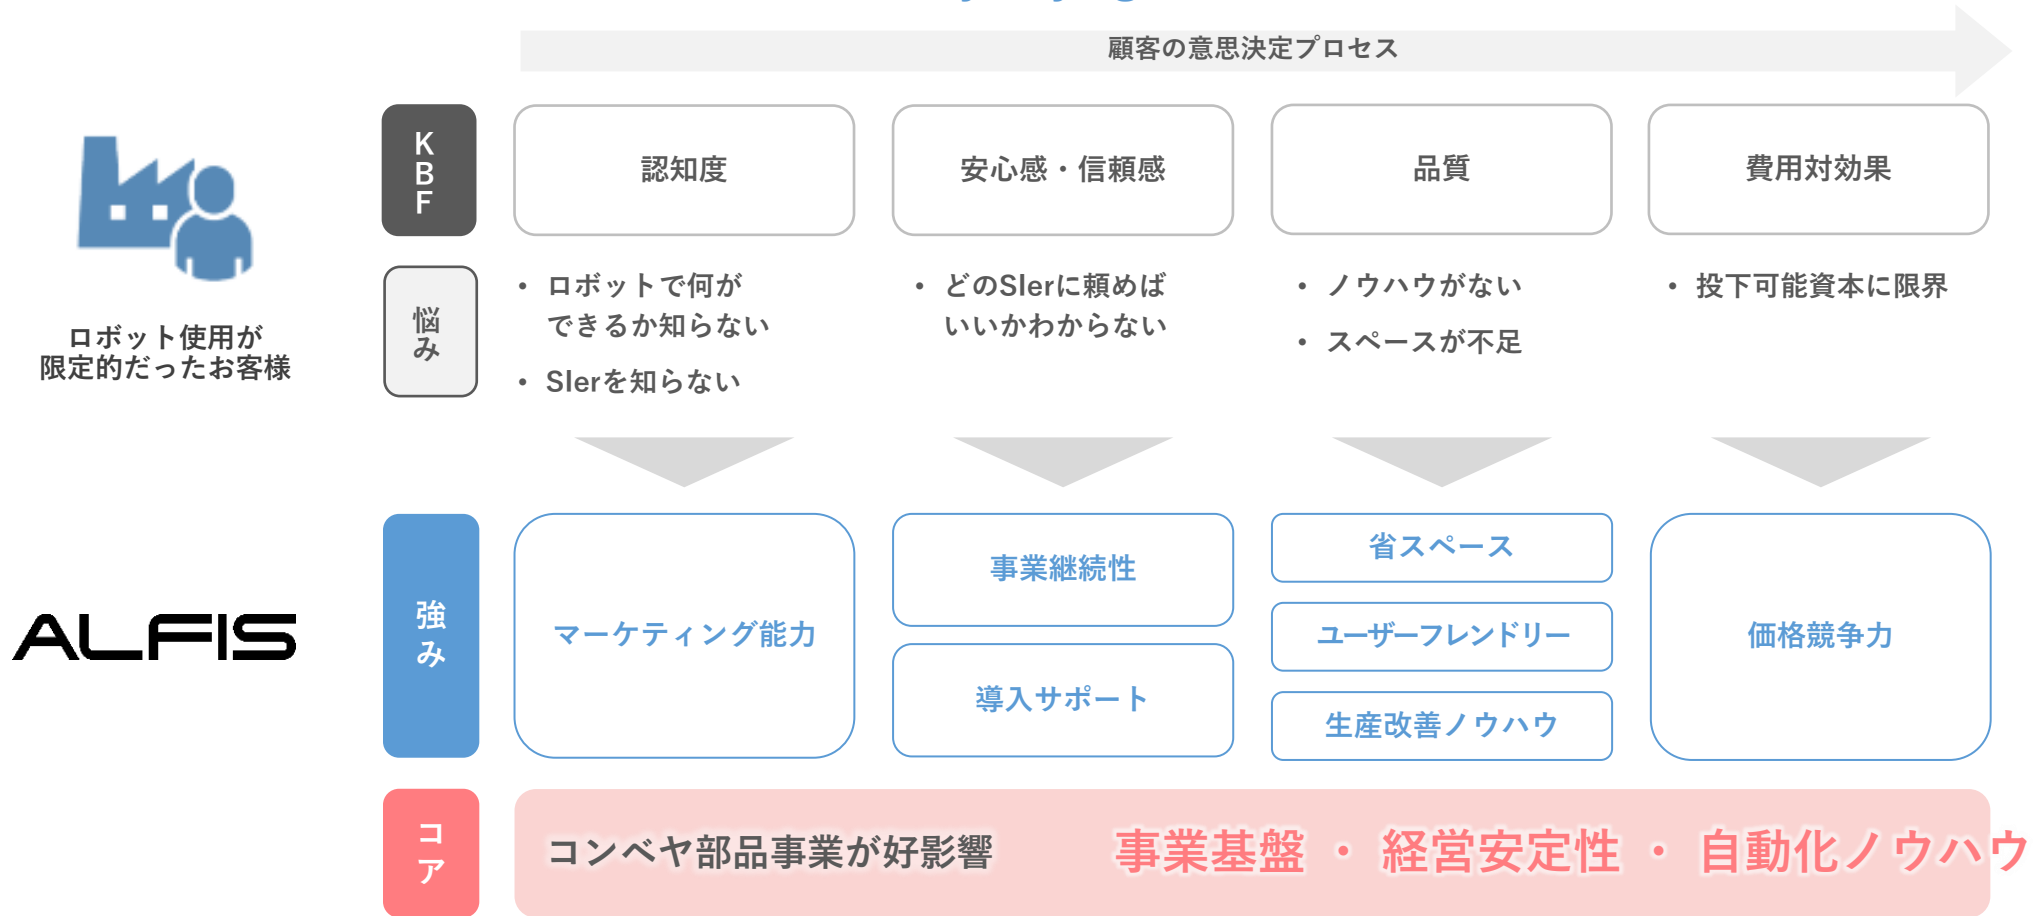 顧客の意思決定プロセス
KBF
認知度
安心感・信頼感
品質
費用対効果
ロボット使用が
限定的だったお客様
悩み
• ロボットで何が
できるか知らない
• SIerを知らない
• どのSIerに頼めば
いいかわからない
• ノウハウがない
• スペースが不足
• 投下可能資本に限界
ALFIS
強み
マーケティング能力
事業継続性
導入サポート
省スペース
ユーザーフレンドリー
生産改善ノウハウ
価格競争力
コア
コンベヤ部品事業が好影響
事業基盤 ・ 経営安定性 ・ 自動化ノウハウ